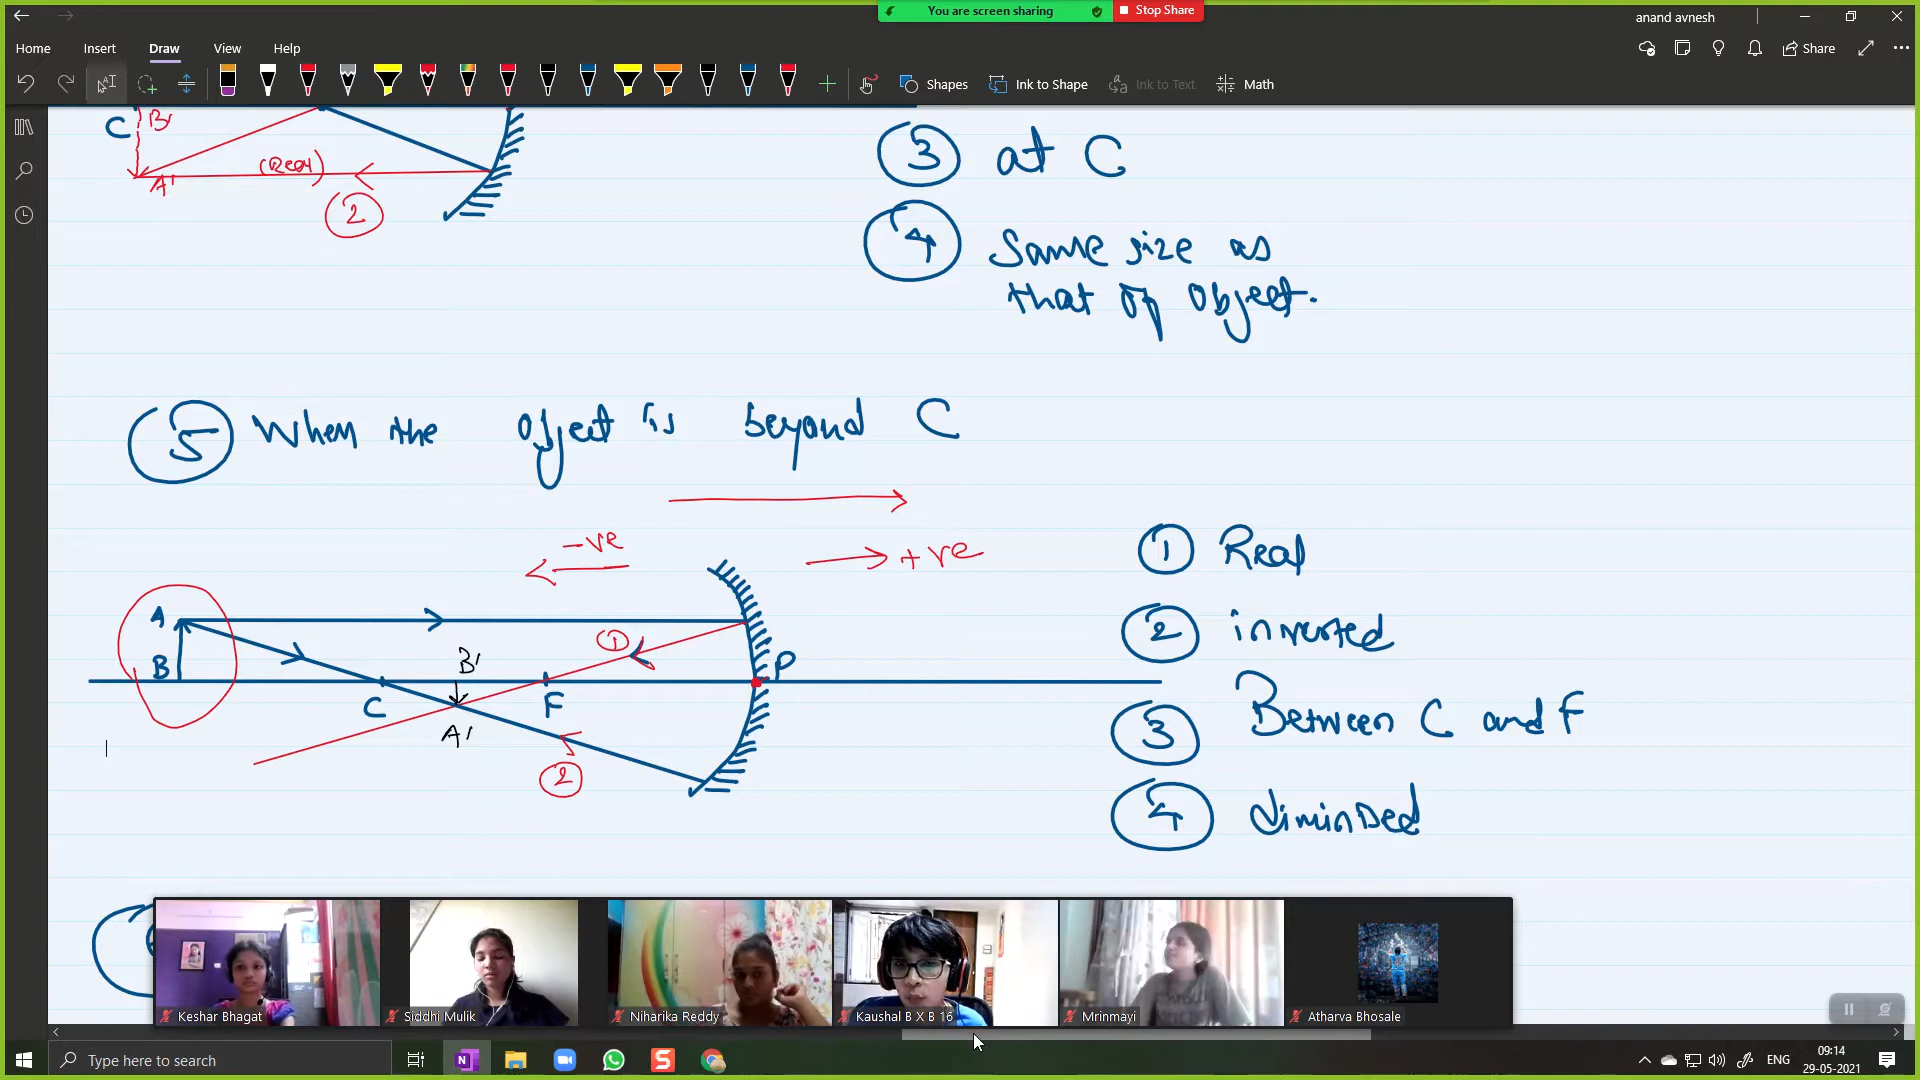 You are screen sharing
Stop Share
anand avnesh
Home
Insert
Draw
View
Help
Share
Shapes
Ink to Shape
Ink to Text
Math
C
B'
(Real)
A'
2
3 at C
4 Same size as
that of object.
5 When the object is beyond C
-ve
+ve
A
B
1
B'
P
C
F
A'
2
1 Real
2 inverted
3 Between C and F
4
Keshar Bhagat
Siddhi Mulik
Niharika Reddy
Kaushal B X B 16
Mrinmayi
Atharva Bhosale
Type here to search
ENG
09:14
29-05-2021